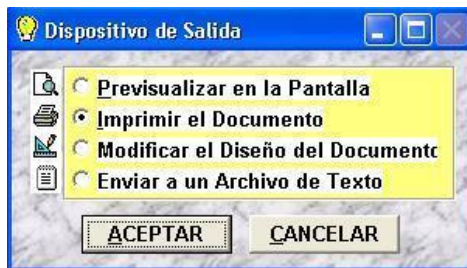 Dispositivo de Salida
Previsualizar en la Pantalla
Imprimir el Documento
Modificar el Diseño del Documento
Enviar a un Archivo de Texto
ACEPTAR CANCELAR